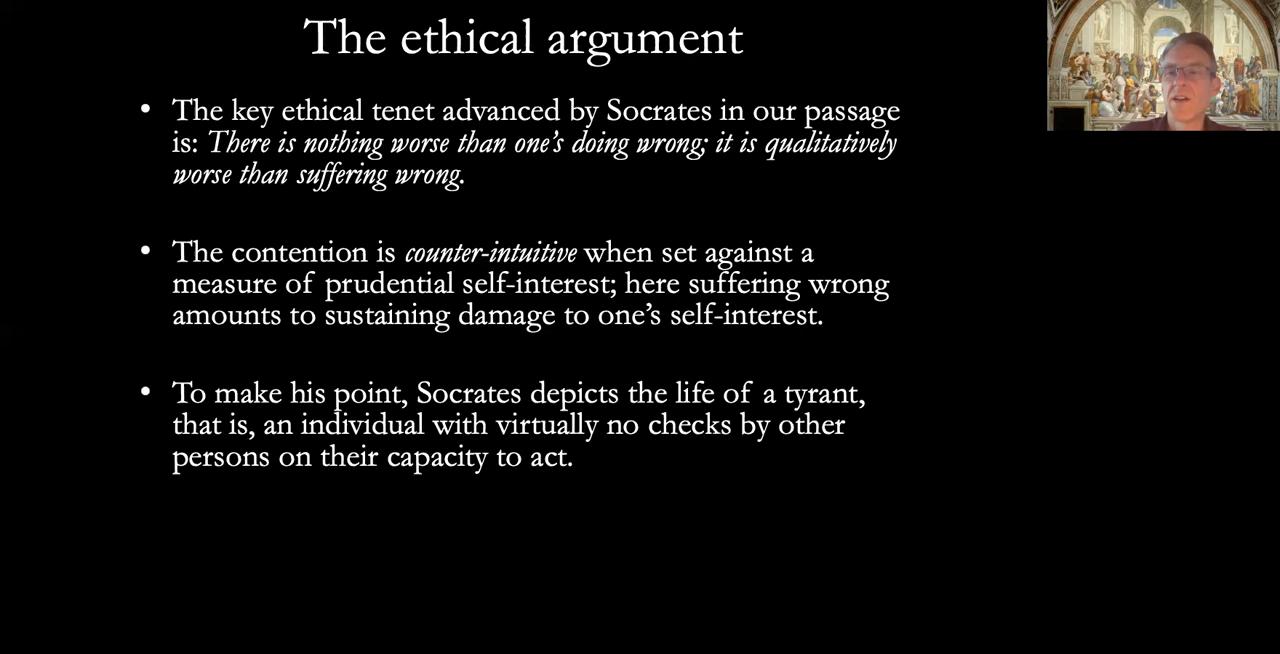 The ethical argument
• The key ethical tenet advanced by Socrates in our passage
is: There is nothing worse than one’s doing wrong; it is qualitatively
worse than suffering wrong.
• The contention is counter-intuitive when set against a
measure of prudential self-interest; here suffering wrong
amounts to sustaining damage to one’s self-interest.
• To make his point, Socrates depicts the life of a tyrant,
that is, an individual with virtually no checks by other
persons on their capacity to act.